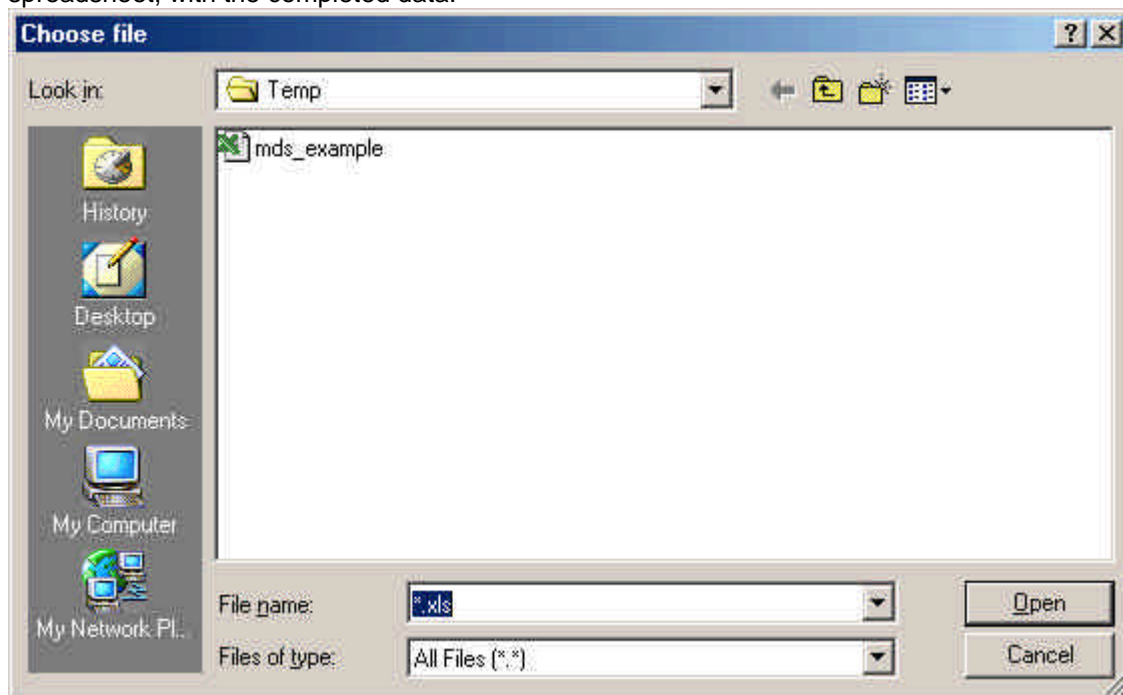 spreadsheet, with the completed data.
Choose file
Look in:
Temp
mds_example
History
Desktop
My Documents
My Computer
My Network Pl...
File name:
*.xls
Open
Files of type:
All Files (*.*)
Cancel